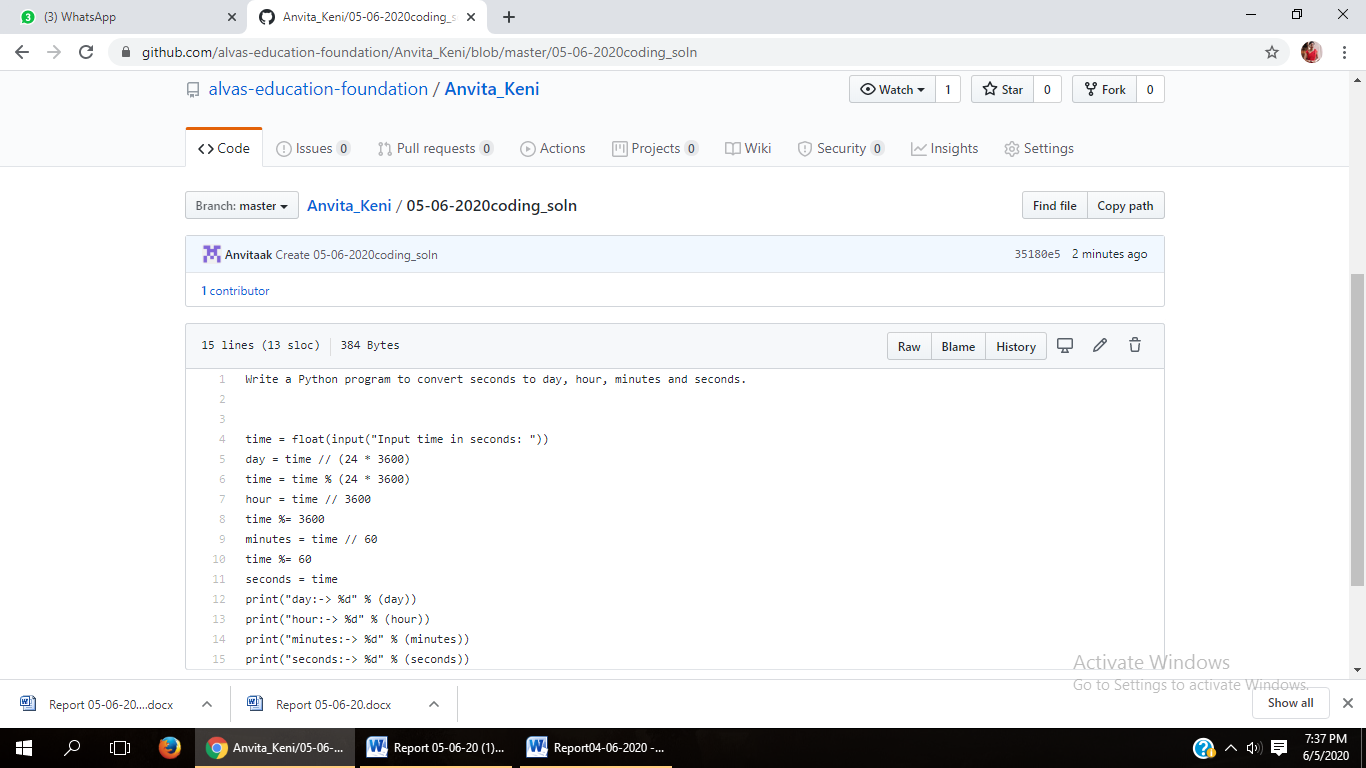 (3) WhatsApp
Anvita_Keni/05-06-2020coding_s
github.com/alvas-education-foundation/Anvita_Keni/blob/master/05-06-2020coding_soln
alvas-education-foundation / Anvita_Keni
Watch 1 Star 0 Fork 0
Code Issues 0 Pull requests 0 Actions Projects 0 Wiki Security 0 Insights Settings
Branch: master Anvita_Keni / 05-06-2020coding_soln Find file Copy path
Anvitaak Create 05-06-2020coding_soln 35180e5 2 minutes ago
1 contributor
15 lines (13 sloc) 384 Bytes Raw Blame History
1 Write a Python program to convert seconds to day, hour, minutes and seconds.
2
3
4 time = float(input("Input time in seconds: "))
5 day = time // (24 * 3600)
6 time = time % (24 * 3600)
7 hour = time // 3600
8 time %= 3600
9 minutes = time // 60
10 time %= 60
11 seconds = time
12 print("day:-> %d" % (day))
13 print("hour:-> %d" % (hour))
14 print("minutes:-> %d" % (minutes))
15 print("seconds:-> %d" % (seconds))
Activate Windows
Go to Settings to activate Windows.
Report 05-06-20....docx Report 05-06-20.docx Show all
Anvita_Keni/05-06-... Report 05-06-20 (1)... Report04-06-2020 -...
7:37 PM
6/5/2020